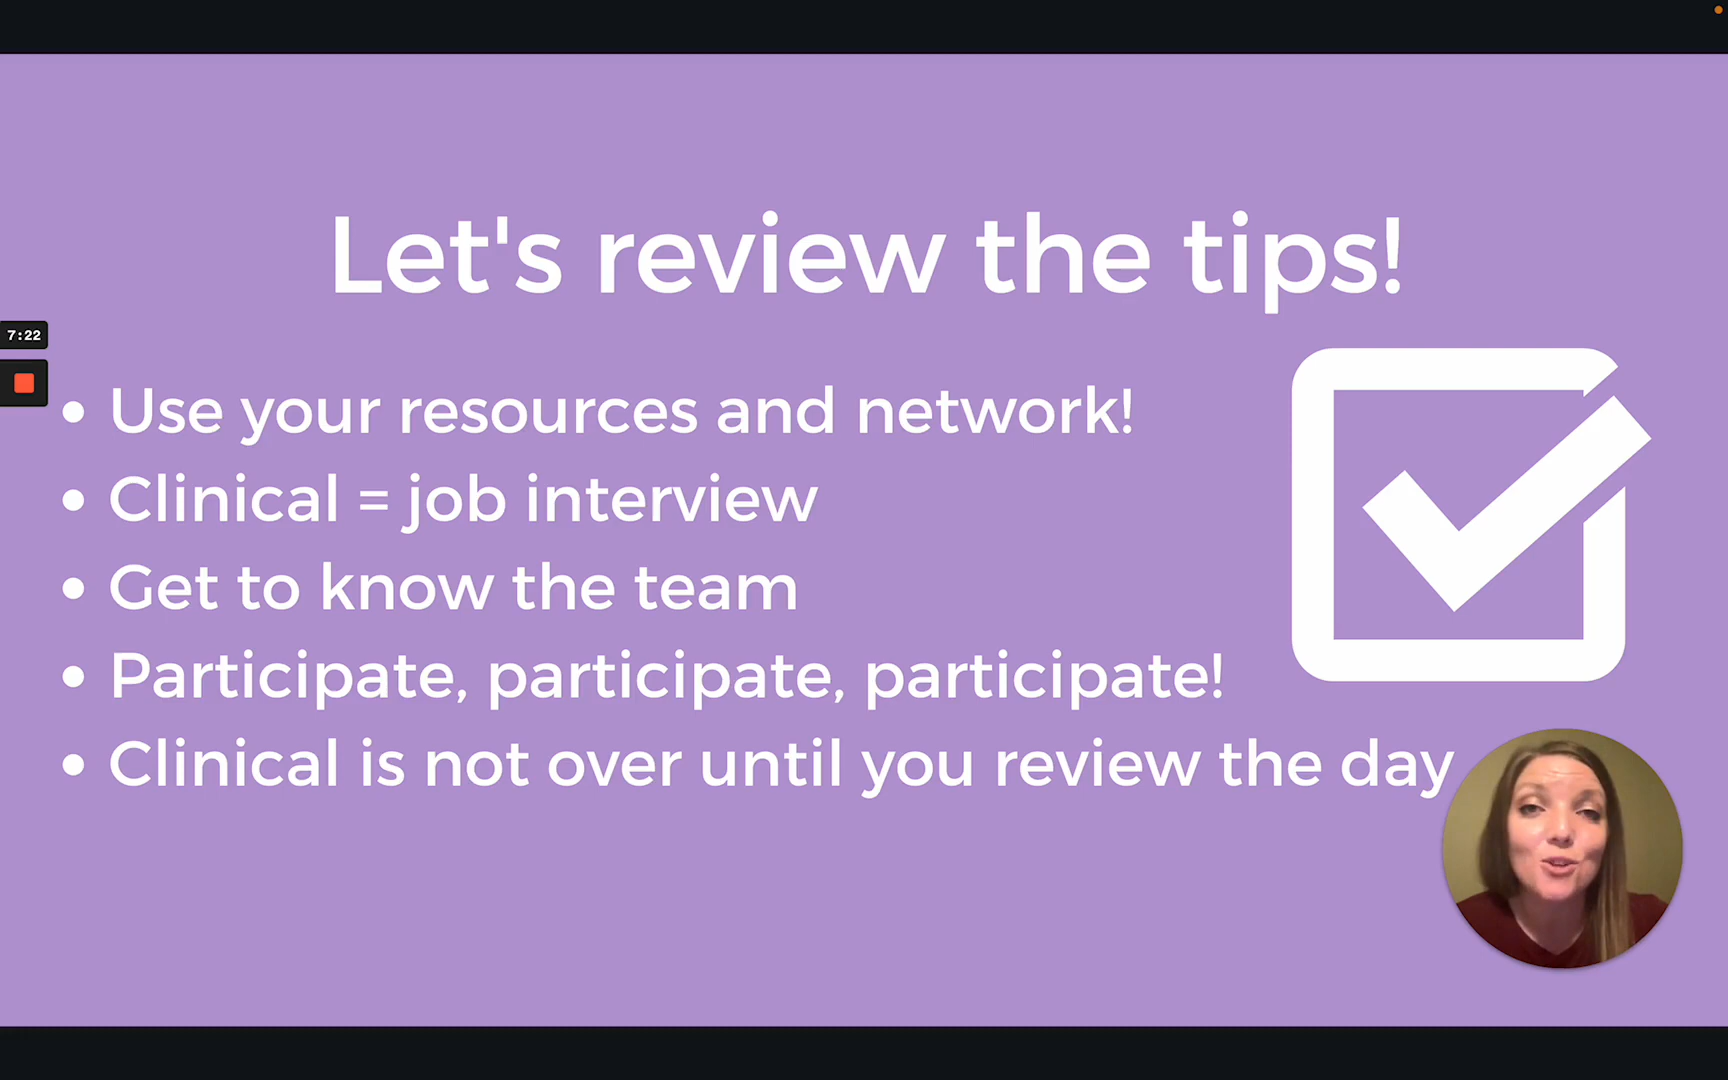 Let's review the tips!
7:22
• Use your resources and network!
• Clinical = job interview
• Get to know the team
• Participate, participate, participate!
• Clinical is not over until you review the day